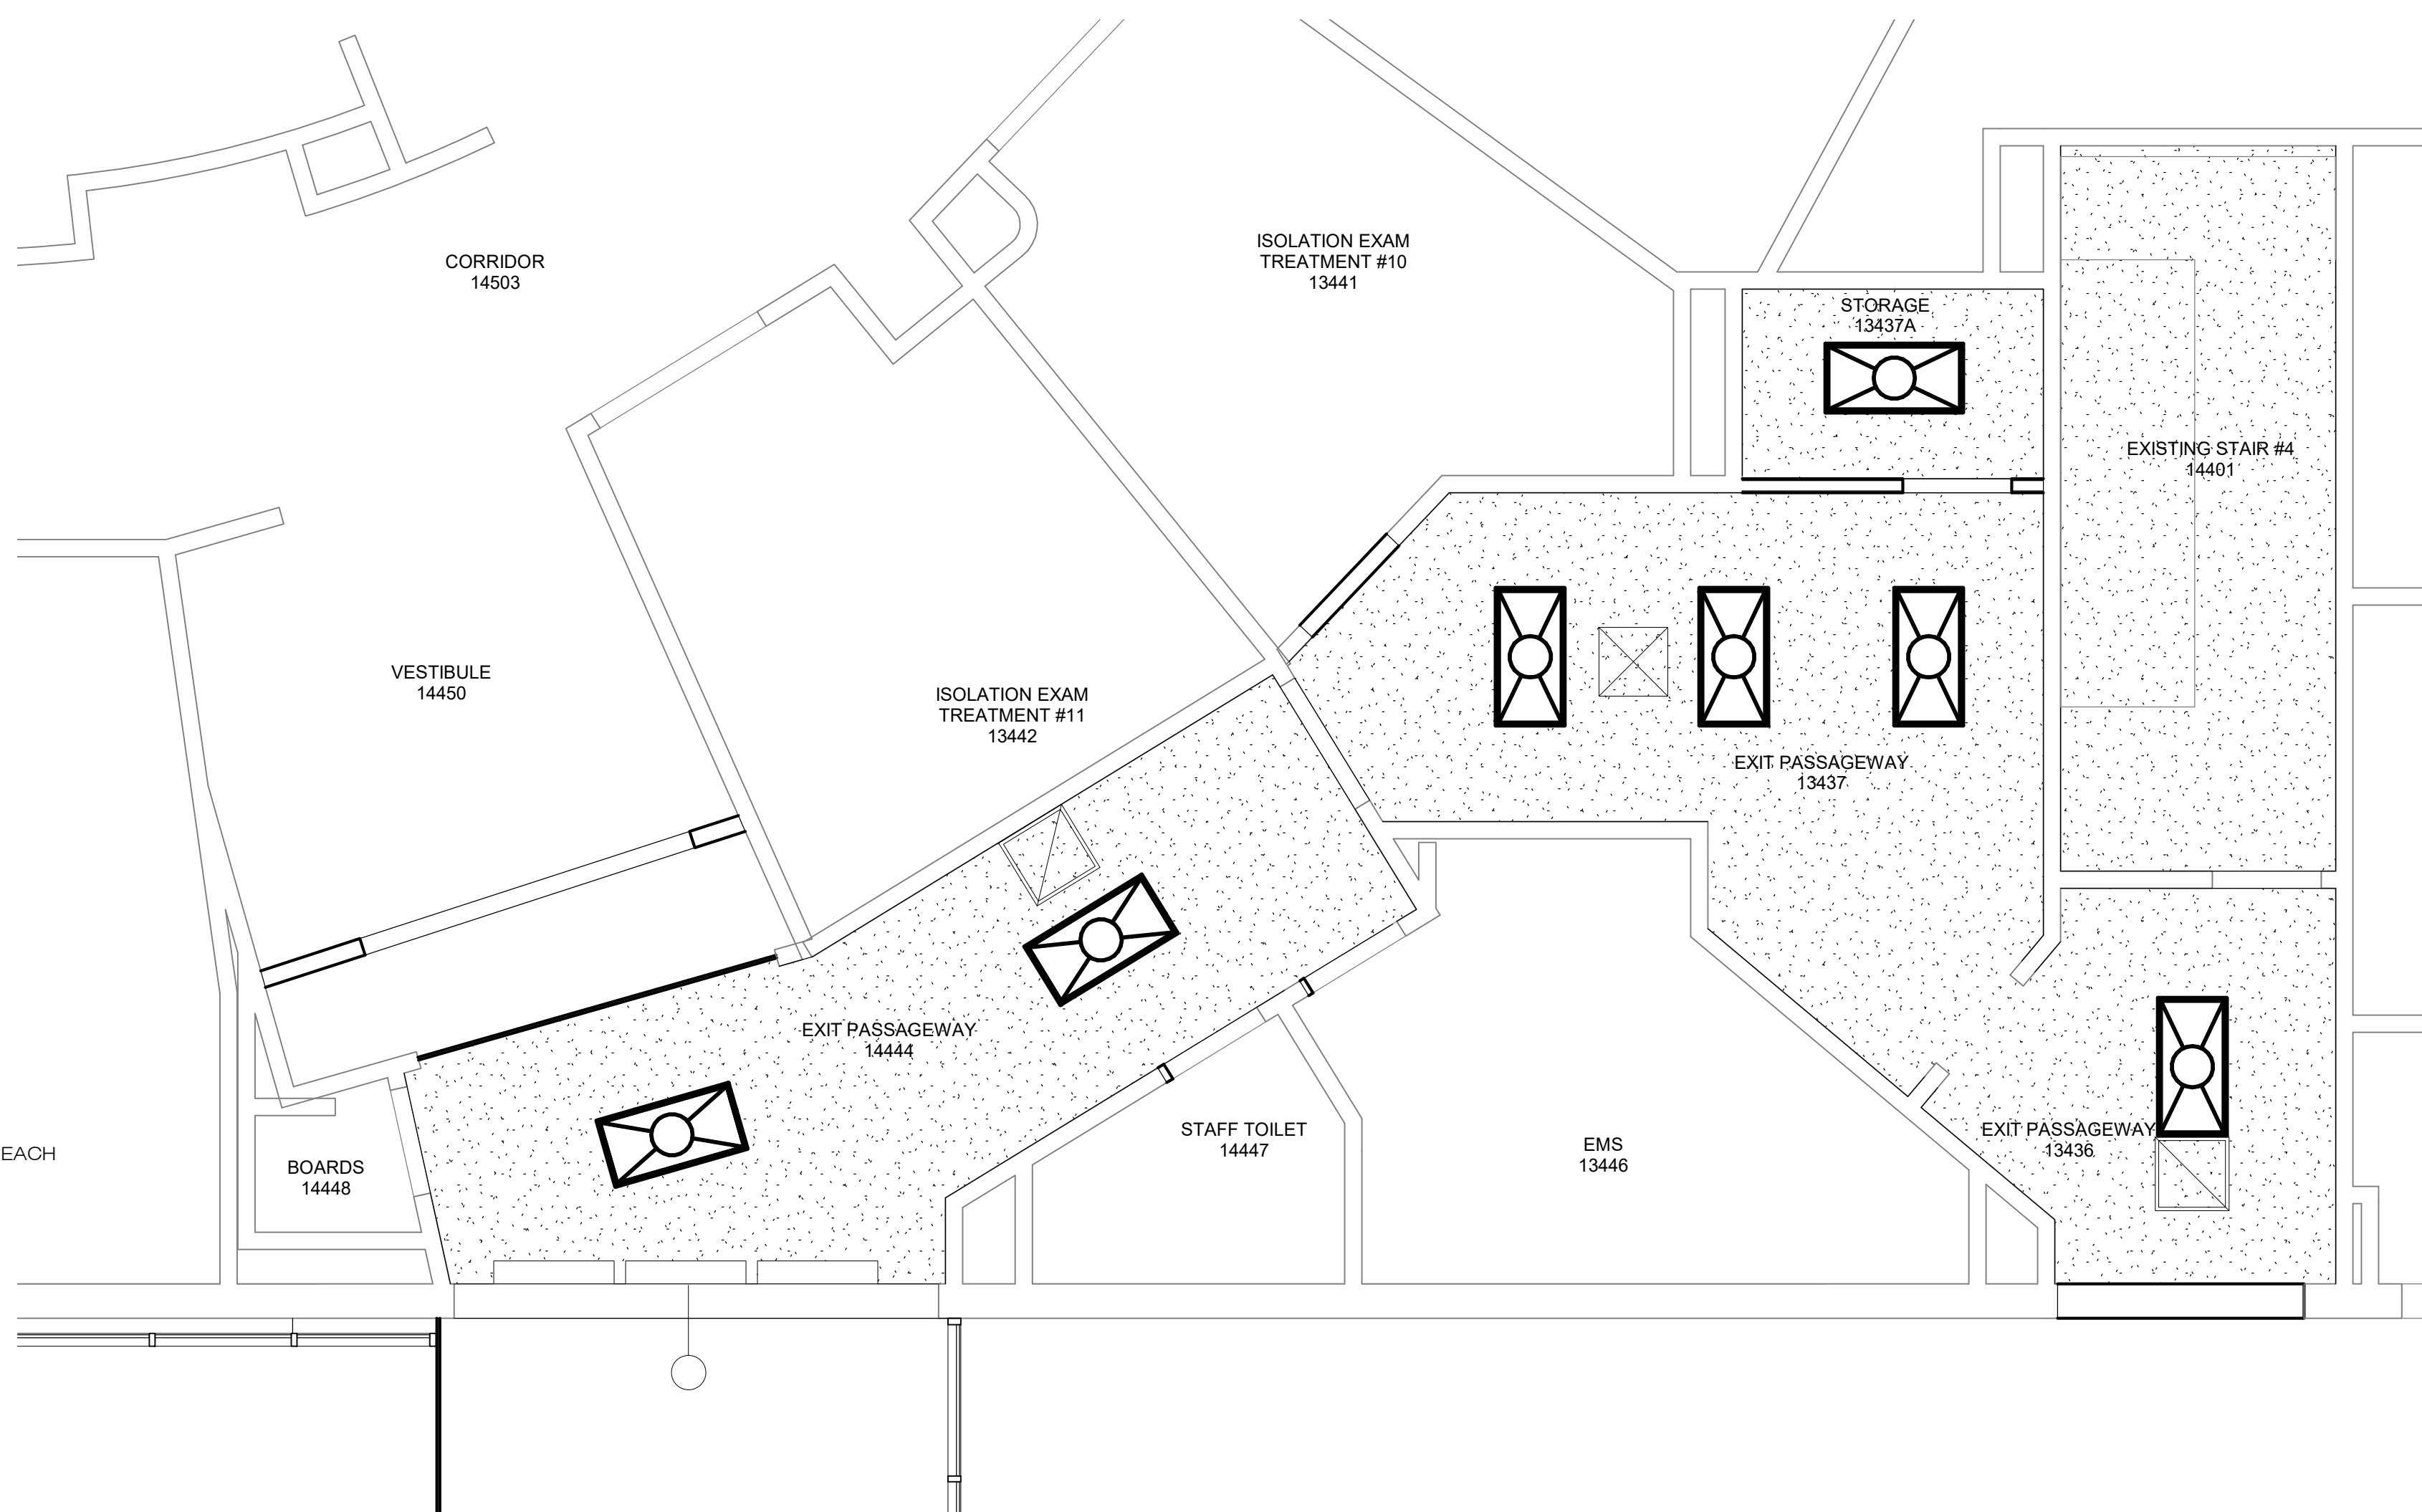 CORRIDOR
14503
ISOLATION EXAM
TREATMENT #10
13441
STORAGE
13437A
EXISTING STAIR #4
14401
VESTIBULE
14450
ISOLATION EXAM
TREATMENT #11
13442
EXIT PASSAGEWAY
13437
EXIT PASSAGEWAY
14444
STAFF TOILET
14447
EMS
13446
EXIT PASSAGEWAY
13436
EACH
BOARDS
14448